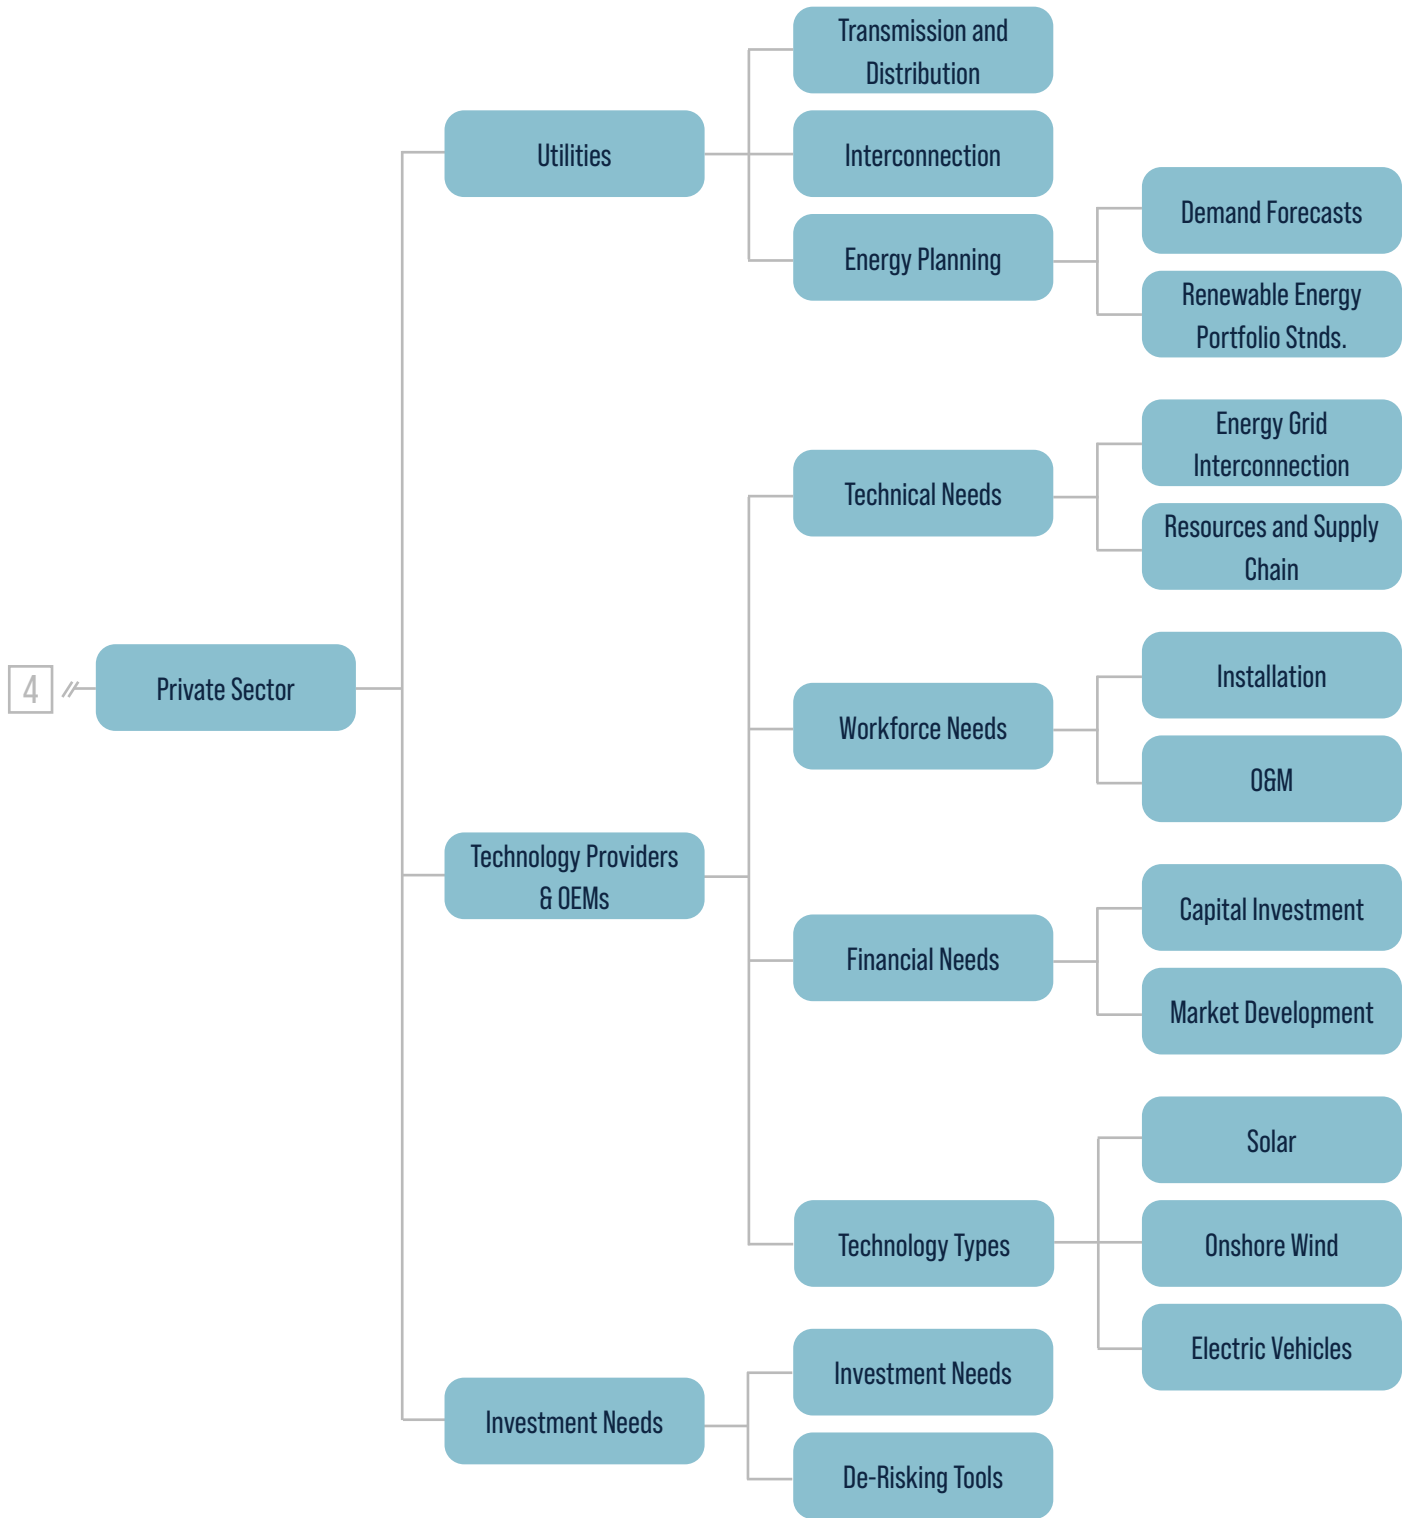 4
Private Sector
Utilities
Transmission and
Distribution
Interconnection
Energy Planning
Demand Forecasts
Renewable Energy
Portfolio Stnds.
Technology Providers
& OEMs
Technical Needs
Energy Grid
Interconnection
Resources and Supply
Chain
Workforce Needs
Installation
O&M
Financial Needs
Capital Investment
Market Development
Technology Types
Solar
Onshore Wind
Electric Vehicles
Investment Needs
Investment Needs
De-Risking Tools